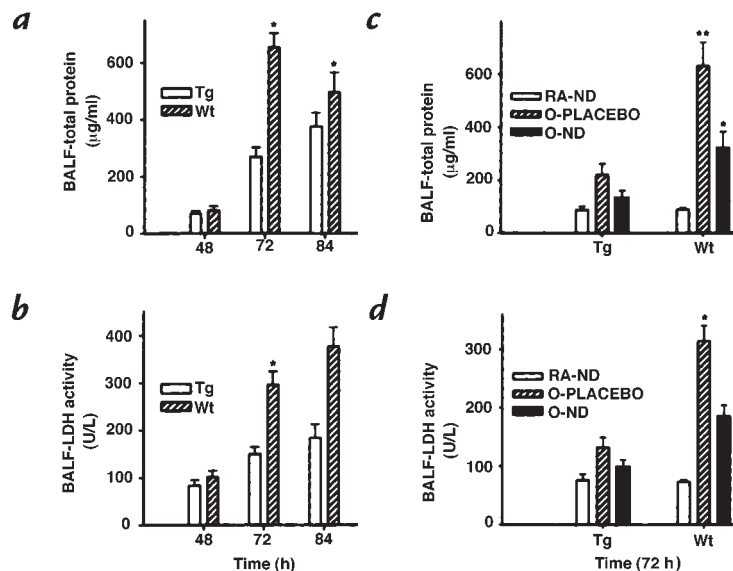 a
BALF-total protein
(µg/ml)
600
400
200
0
Tg
Wt
*
*
48
72
84
c
BALF-total protein
(µg/ml)
600
400
200
0
RA-ND
O-PLACEBO
O-ND
**
*
Tg
Wt
b
BALF-LDH activity
(U/L)
400
300
200
100
0
Tg
Wt
*
48
72
84
Time (h)
d
BALF-LDH activity
(U/L)
300
200
100
0
RA-ND
O-PLACEBO
O-ND
*
Tg
Wt
Time (72 h)